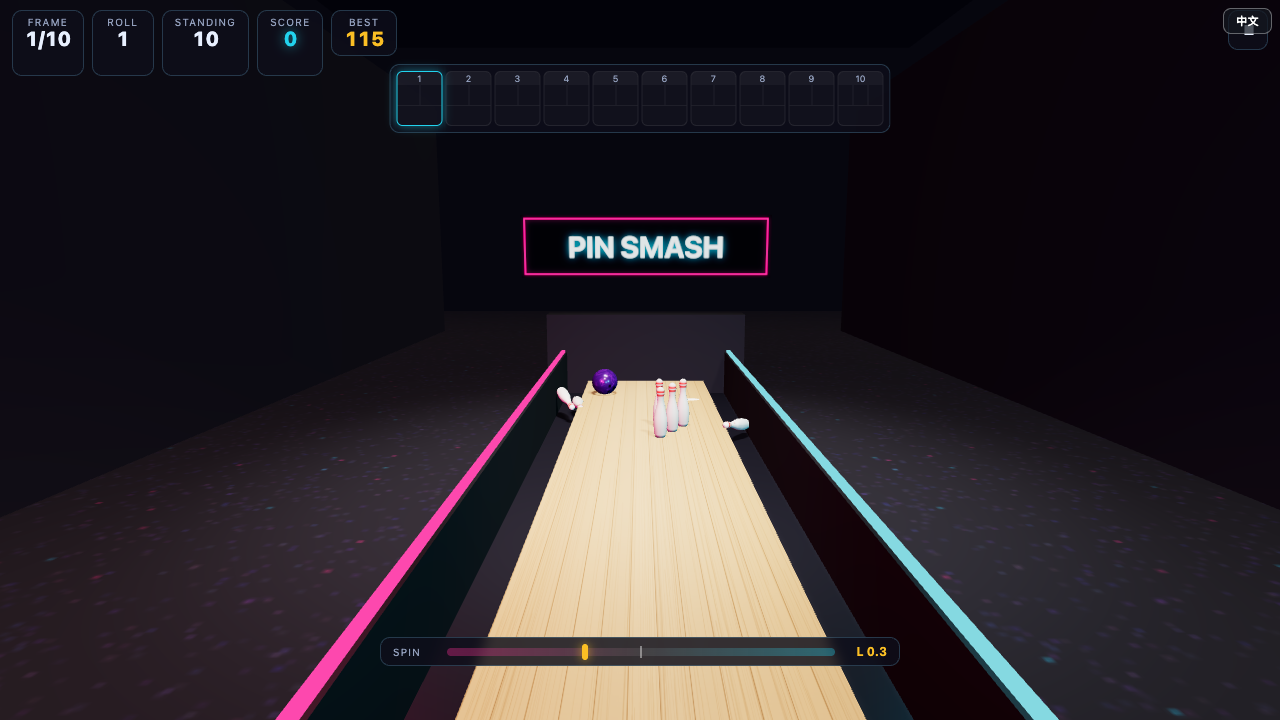 FRAME
1/10
ROLL
1
STANDING
10
SCORE
0
BEST
115
中文
1 2 3 4 5 6 7 8 9 10
PIN SMASH
SPIN
L 0.3